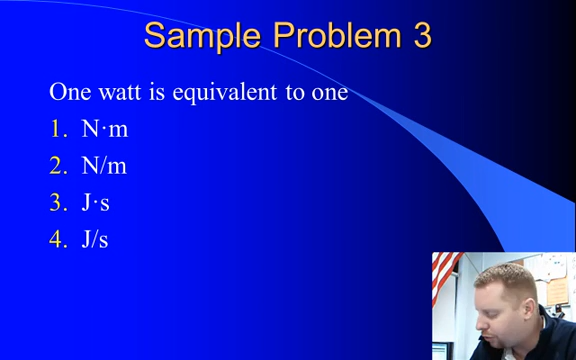 Sample Problem 3
One watt is equivalent to one
1. N·m
2. N/m
3. J·s
4. J/s